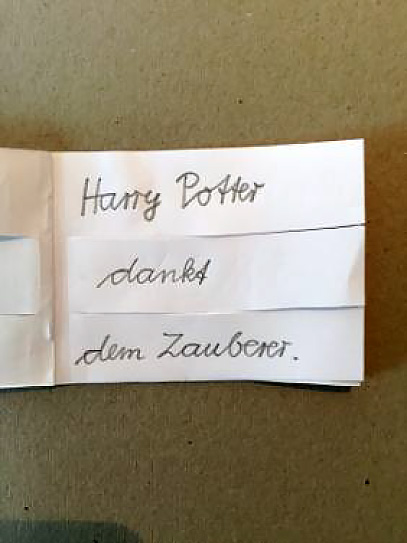 Harry Potter
dankt
dem Zauberer.